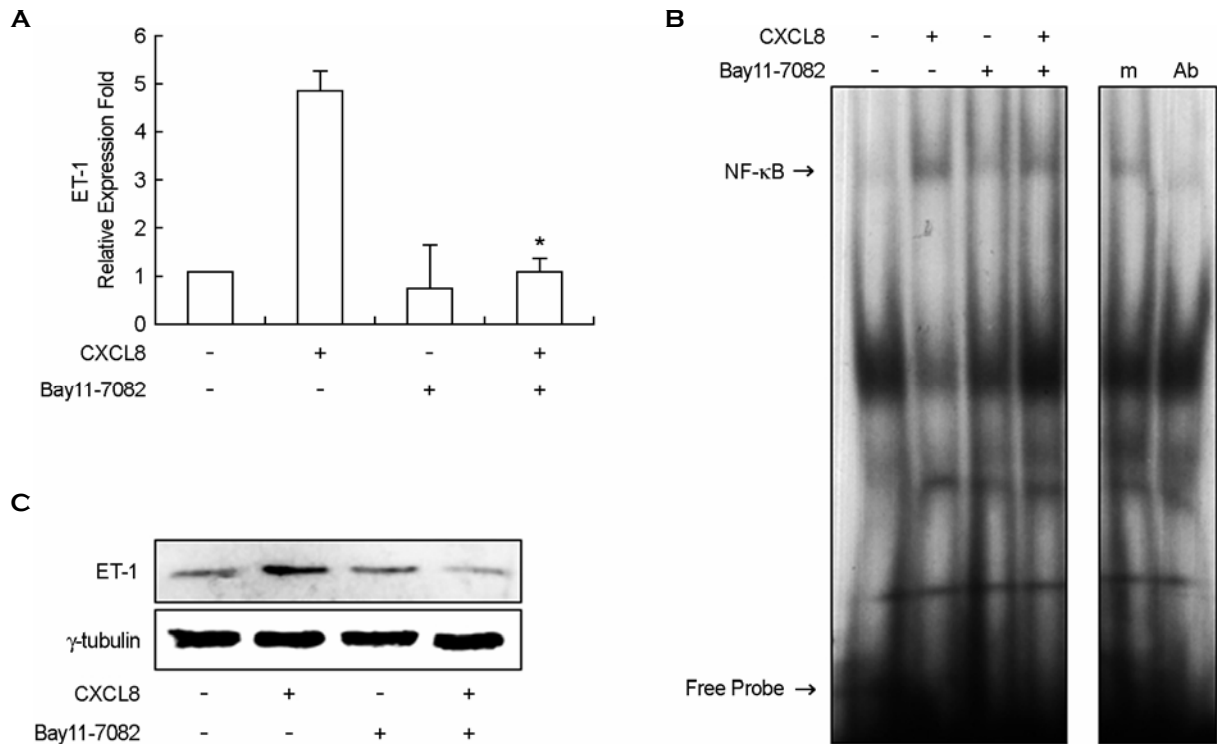 A
ET-1
Relative Expression Fold
6
5
4
3
2
1
0
*
CXCL8 - + - +
Bay11-7082 - - + +
B
CXCL8 - + - +
Bay11-7082 - - + + m Ab
NF-κB →
Free Probe →
C
ET-1
γ-tubulin
CXCL8 - + - +
Bay11-7082 - - + +